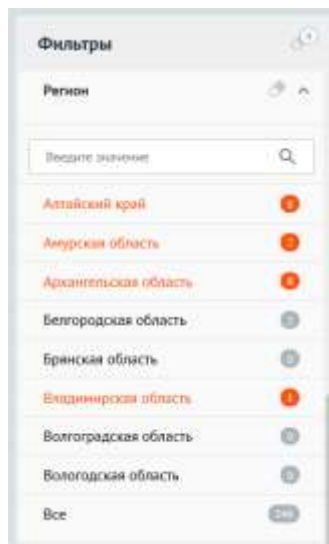 Фильтры
Регион
Введите значение
Алтайский край
Амурская область
Архангельская область
Белгородская область
Брянская область
Владимирская область
Волгоградская область
Вологодская область
Все